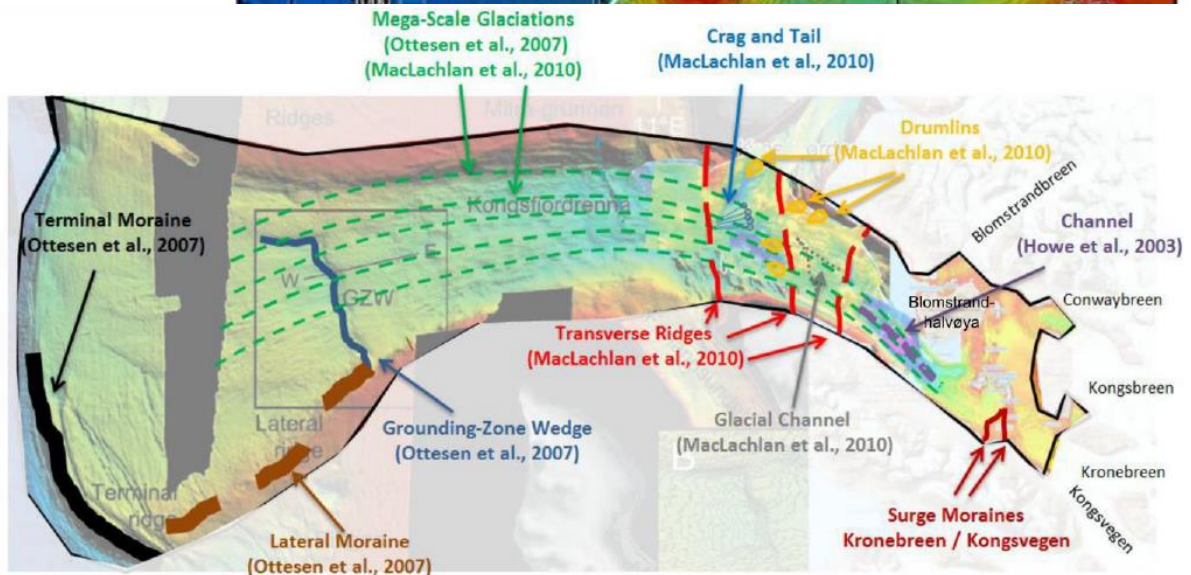 Mega-Scale Glaciations
(Ottesen et al., 2007)
(MacLachlan et al., 2010)
Crag and Tail
(MacLachlan et al., 2010)
Ridges
11°E
Drumlins
(MacLachlan et al., 2010)
Blomstrandbreen
Terminal Moraine
(Ottesen et al., 2007)
Kongsfjordrenna
Channel
(Howe et al., 2003)
W
E
GZW
Blomstrand-
halvøya
Conwaybreen
Transverse Ridges
(MacLachlan et al., 2010)
Kongsbreen
Lateral
ridge
Grounding-Zone Wedge
(Ottesen et al., 2007)
Glacial Channel
(MacLachlan et al., 2010)
Terminal
ridge
D
Kronebreen
Kongsvegen
Lateral Moraine
(Ottesen et al., 2007)
Surge Moraines
Kronebreen / Kongsvegen